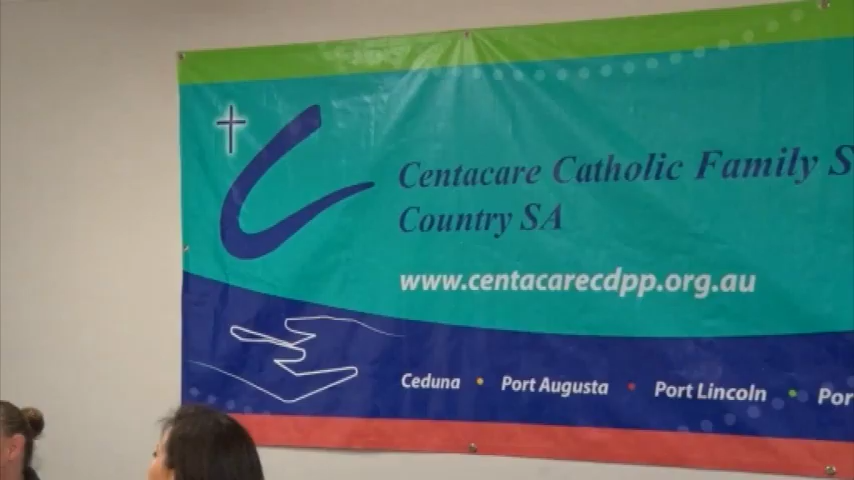 Centacare Catholic Family
Country SA
www.centacarecdpp.org.au
Ceduna • Port Augusta • Port Lincoln •